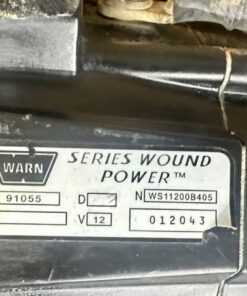 WARN SERIES WOUND
POWER™
91055 D N WS11200B405
V 12 012043